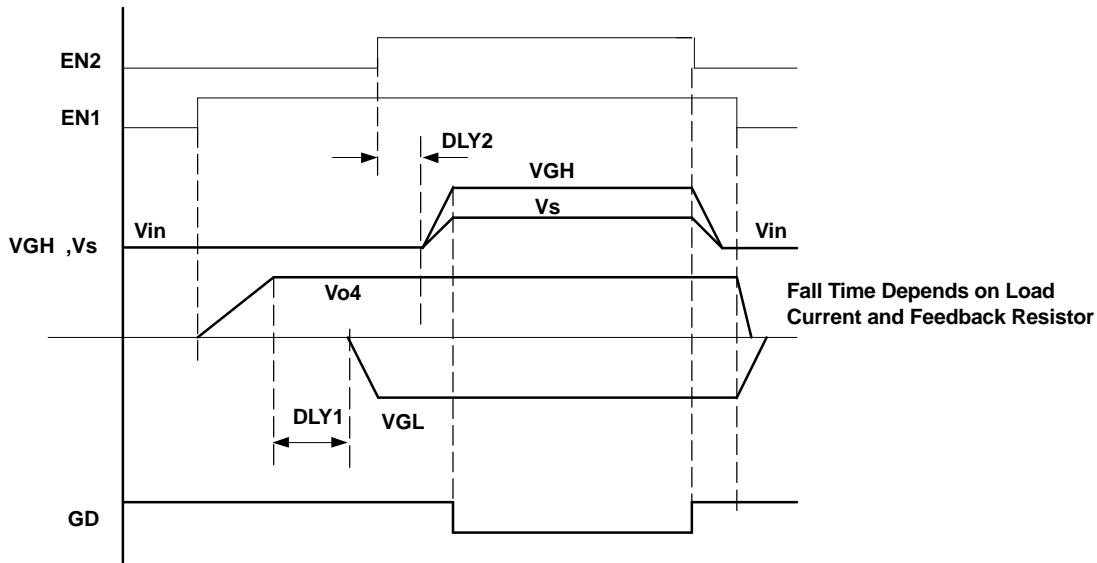 EN2
EN1
DLY2
VGH
Vs
Vin
Vin
VGH ,Vs
Vo4
Fall Time Depends on Load
Current and Feedback Resistor
DLY1
VGL
GD